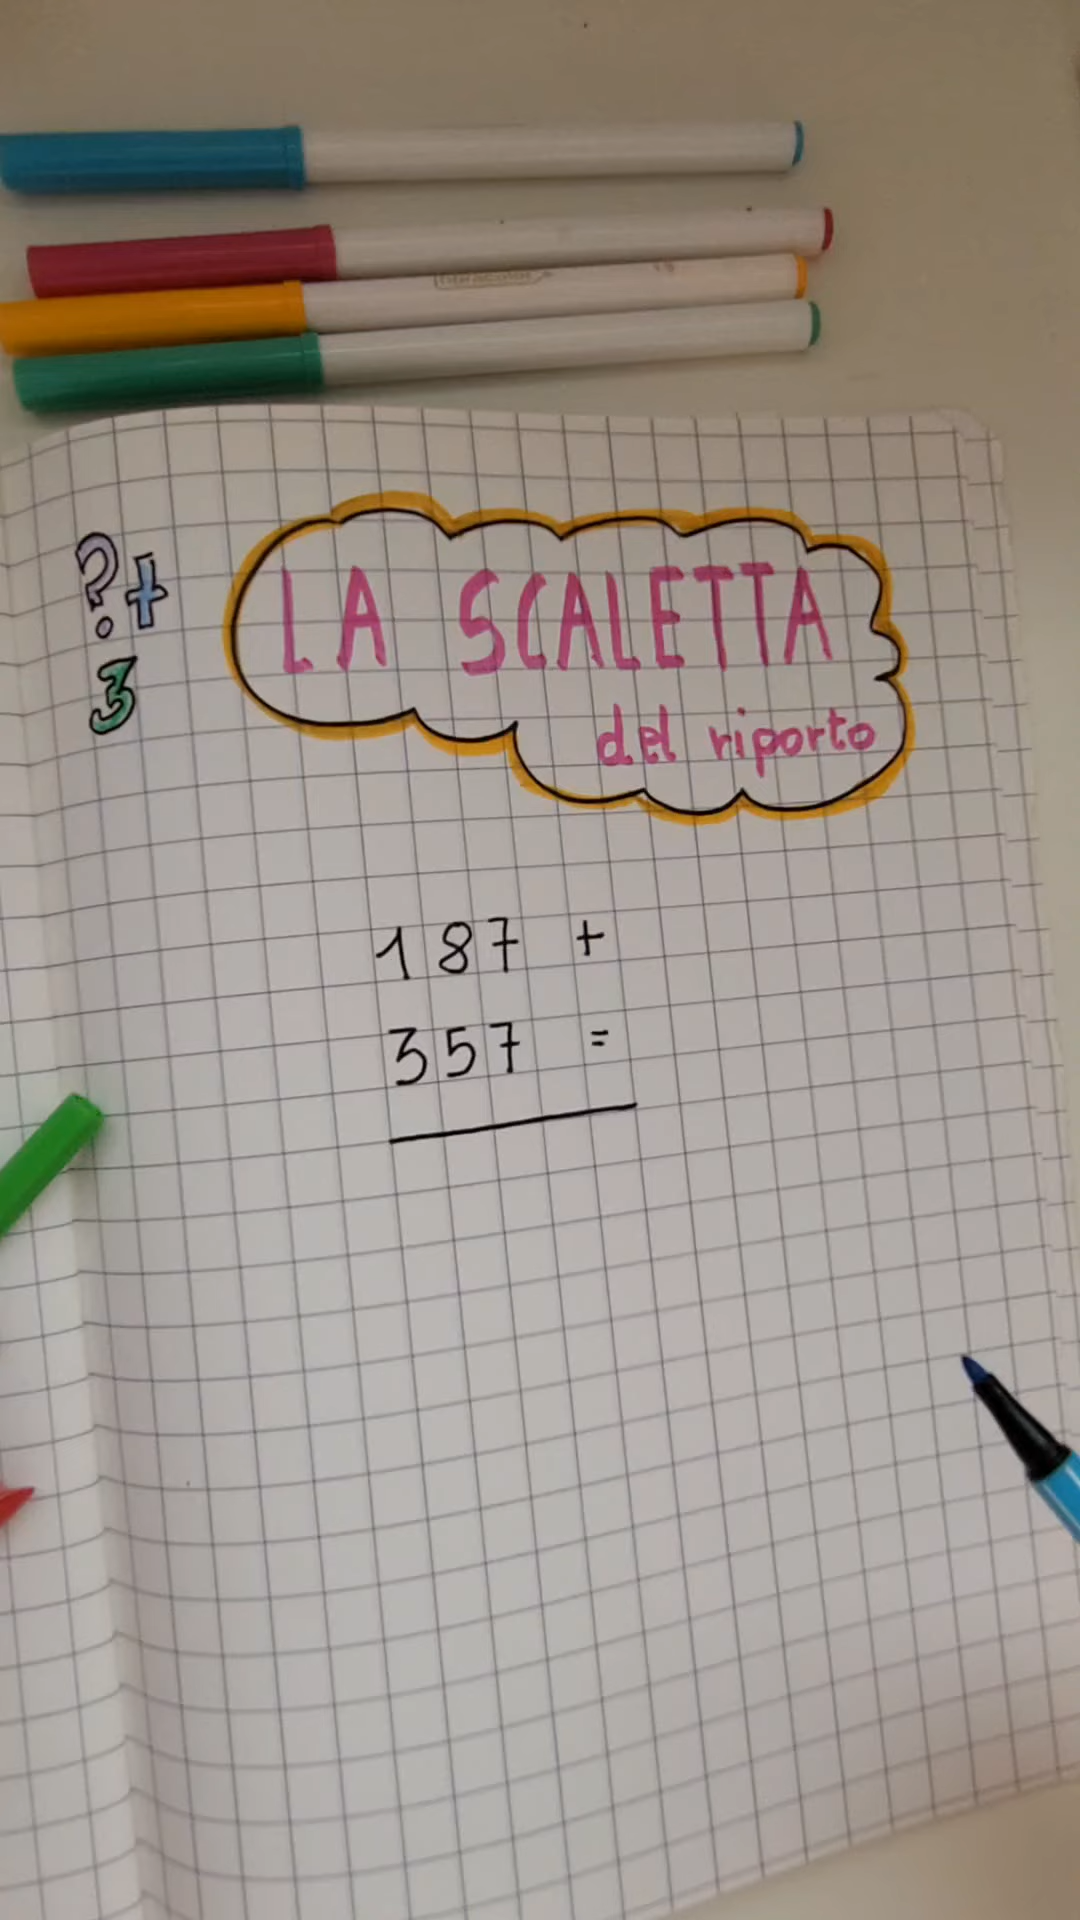 ?+
3
LA SCALETTA
del riporto
187 +
357 =